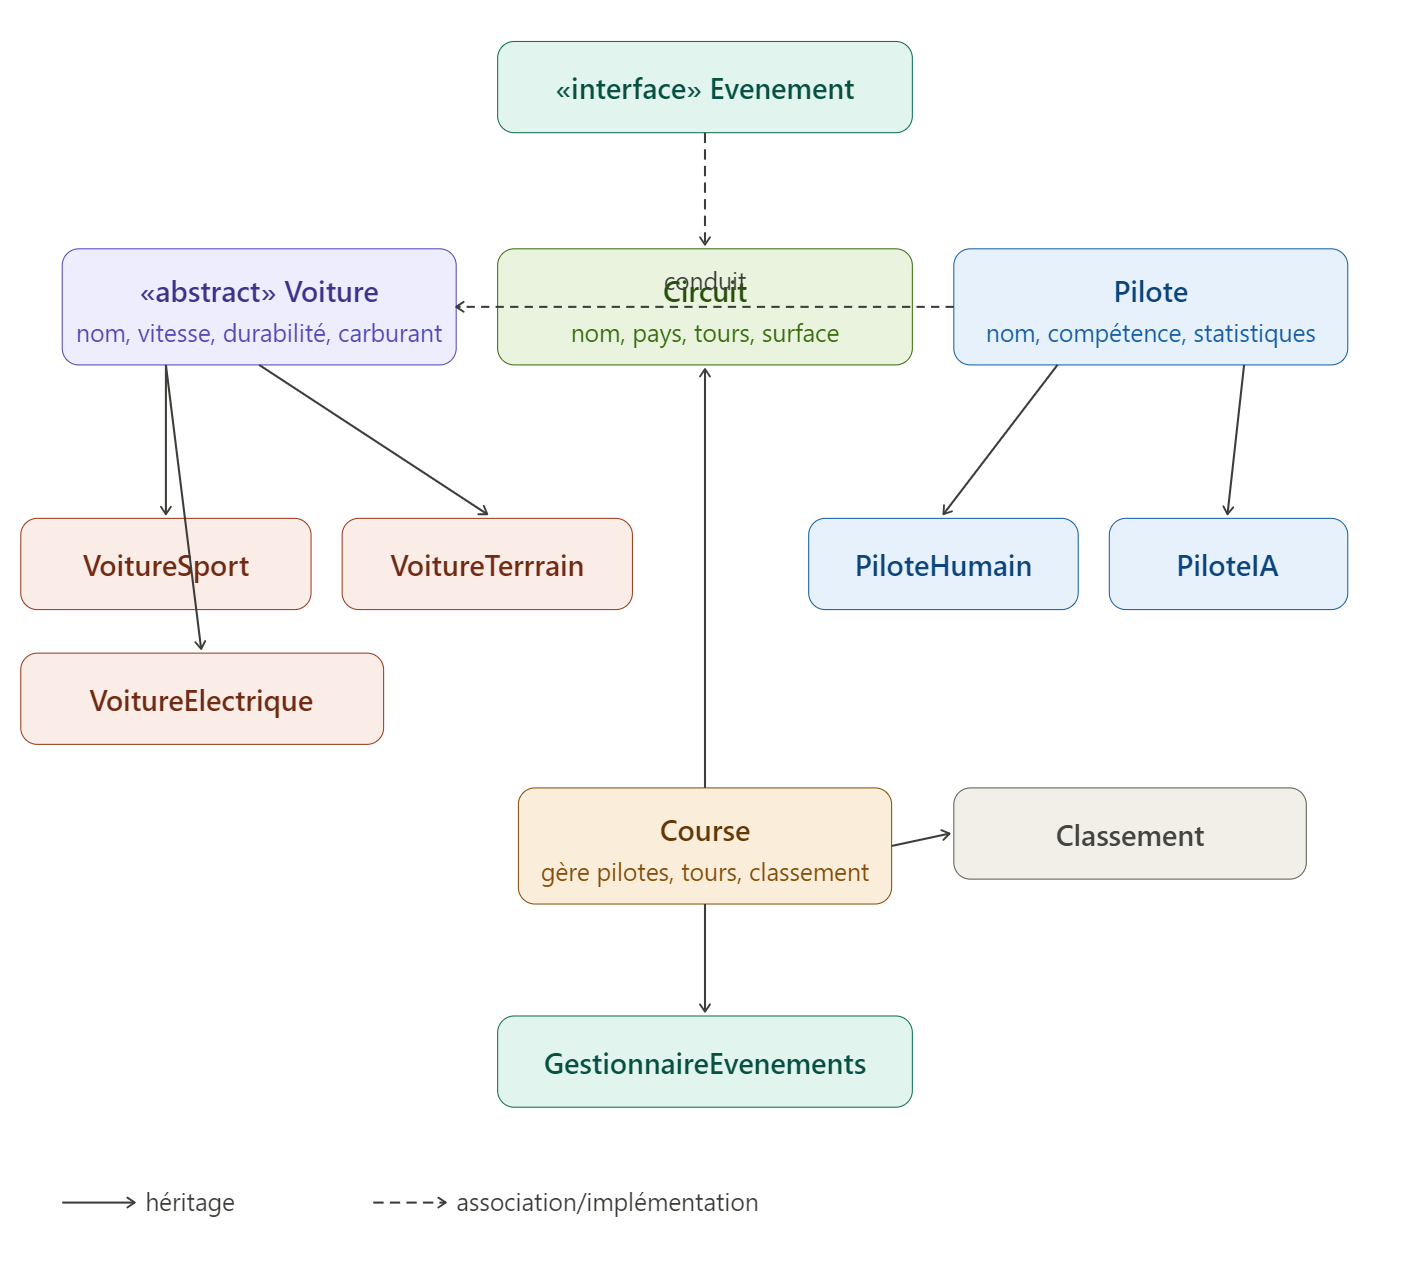 «interface» Evenement
«abstract» Voiture
nom, vitesse, durabilité, carburant
conduit
Circuit
nom, pays, tours, surface
Pilote
nom, compétence, statistiques
VoitureSport
VoitureTerrrain
PiloteHumain
PiloteIA
VoitureElectrique
Course
gère pilotes, tours, classement
Classement
GestionnaireEvenements
héritage
association/implémentation